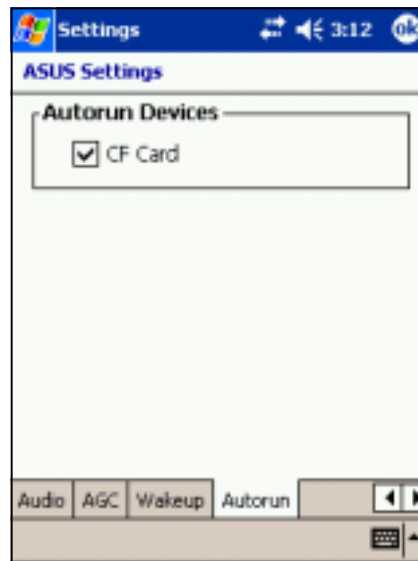 Settings 3:12 ok
ASUS Settings
Autorun Devices
CF Card
Audio AGC Wakeup Autorun